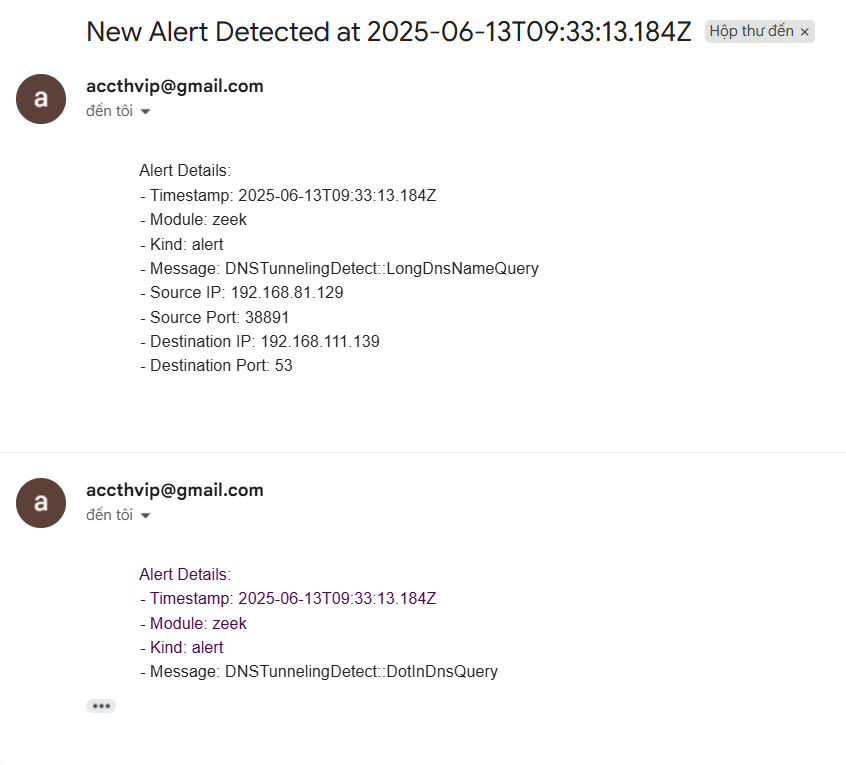 New Alert Detected at 2025-06-13T09:33:13.184Z Hộp thư đến ×
a
accthvip@gmail.com
đến tôi
Alert Details:
- Timestamp: 2025-06-13T09:33:13.184Z
- Module: zeek
- Kind: alert
- Message: DNSTunnelingDetect::LongDnsNameQuery
- Source IP: 192.168.81.129
- Source Port: 38891
- Destination IP: 192.168.111.139
- Destination Port: 53
a
accthvip@gmail.com
đến tôi
Alert Details:
- Timestamp: 2025-06-13T09:33:13.184Z
- Module: zeek
- Kind: alert
- Message: DNSTunnelingDetect::DotInDnsQuery